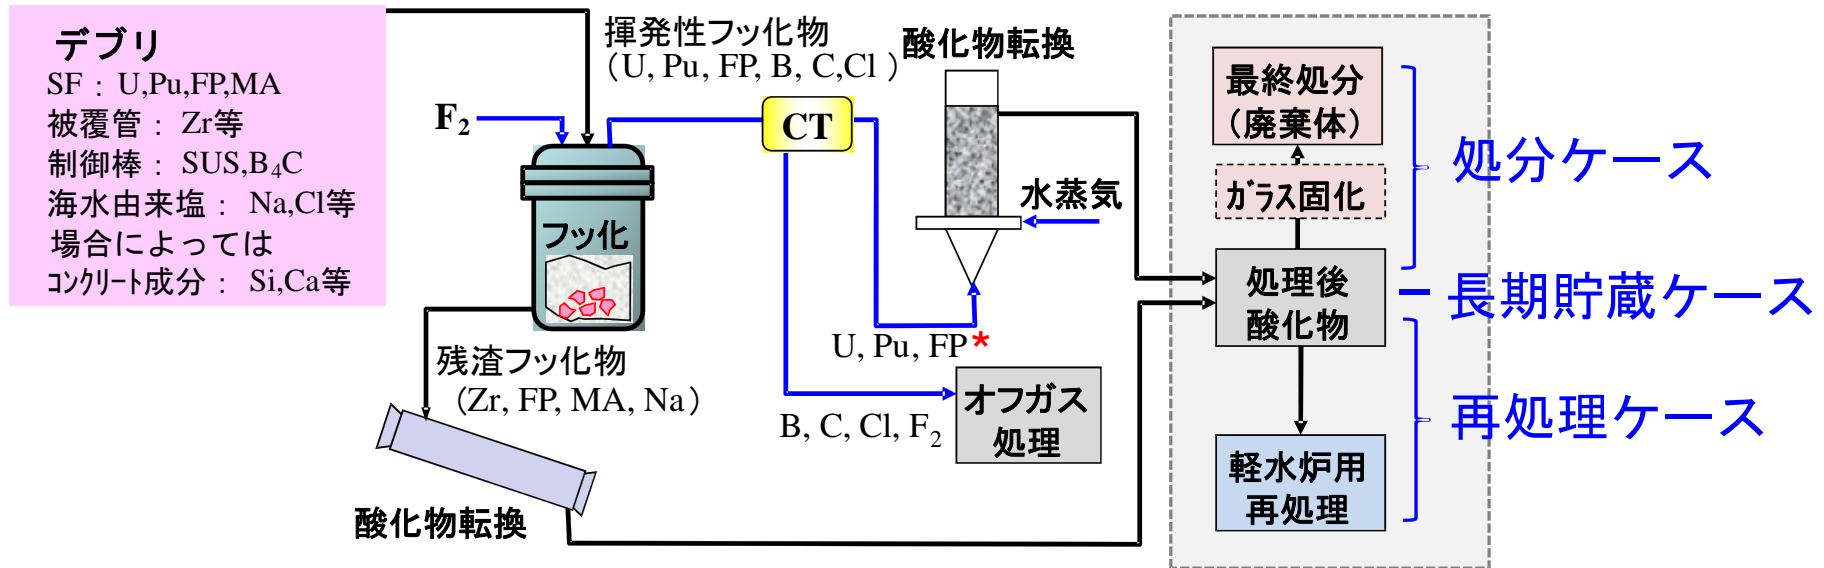 デブリ
SF：U,Pu,FP,MA
被覆管： Zr等
制御棒： SUS,B₄C
海水由来塩： Na,Cl等
場合によっては
ｺﾝｸﾘｰﾄ成分： Si,Ca等
F₂
揮発性フッ化物
（U, Pu, FP, B, C,Cl ）
CT
フッ化
残渣フッ化物
（Zr, FP, MA, Na）
酸化物転換
酸化物転換
水蒸気
U, Pu, FP*
B, C, Cl, F₂
オフガス
処理
最終処分
（廃棄体）
ｶﾞﾗｽ固化
処理後
酸化物
軽水炉用
再処理
処分ケース
長期貯蔵ケース
再処理ケース